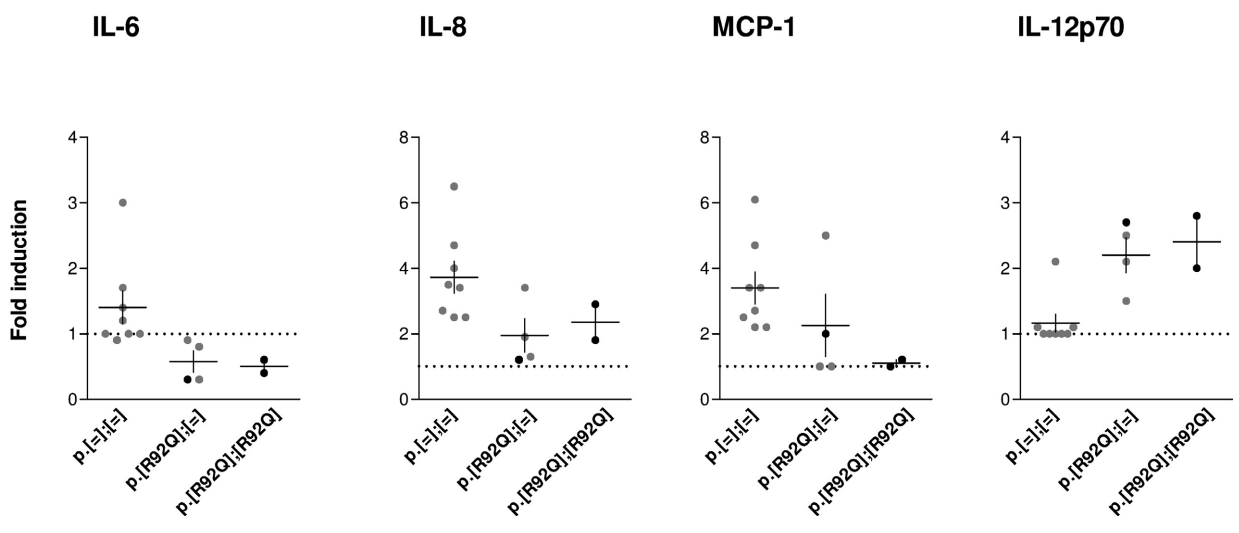 IL-6
IL-8
MCP-1
IL-12p70
Fold induction
4
3
2
1
0
p.[=];[=]
p.[R92Q];[=]
p.[R92Q];[R92Q]
8
6
4
2
0
p.[=];[=]
p.[R92Q];[=]
p.[R92Q];[R92Q]
8
6
4
2
0
p.[=];[=]
p.[R92Q];[=]
p.[R92Q];[R92Q]
4
3
2
1
0
p.[=];[=]
p.[R92Q];[=]
p.[R92Q];[R92Q]